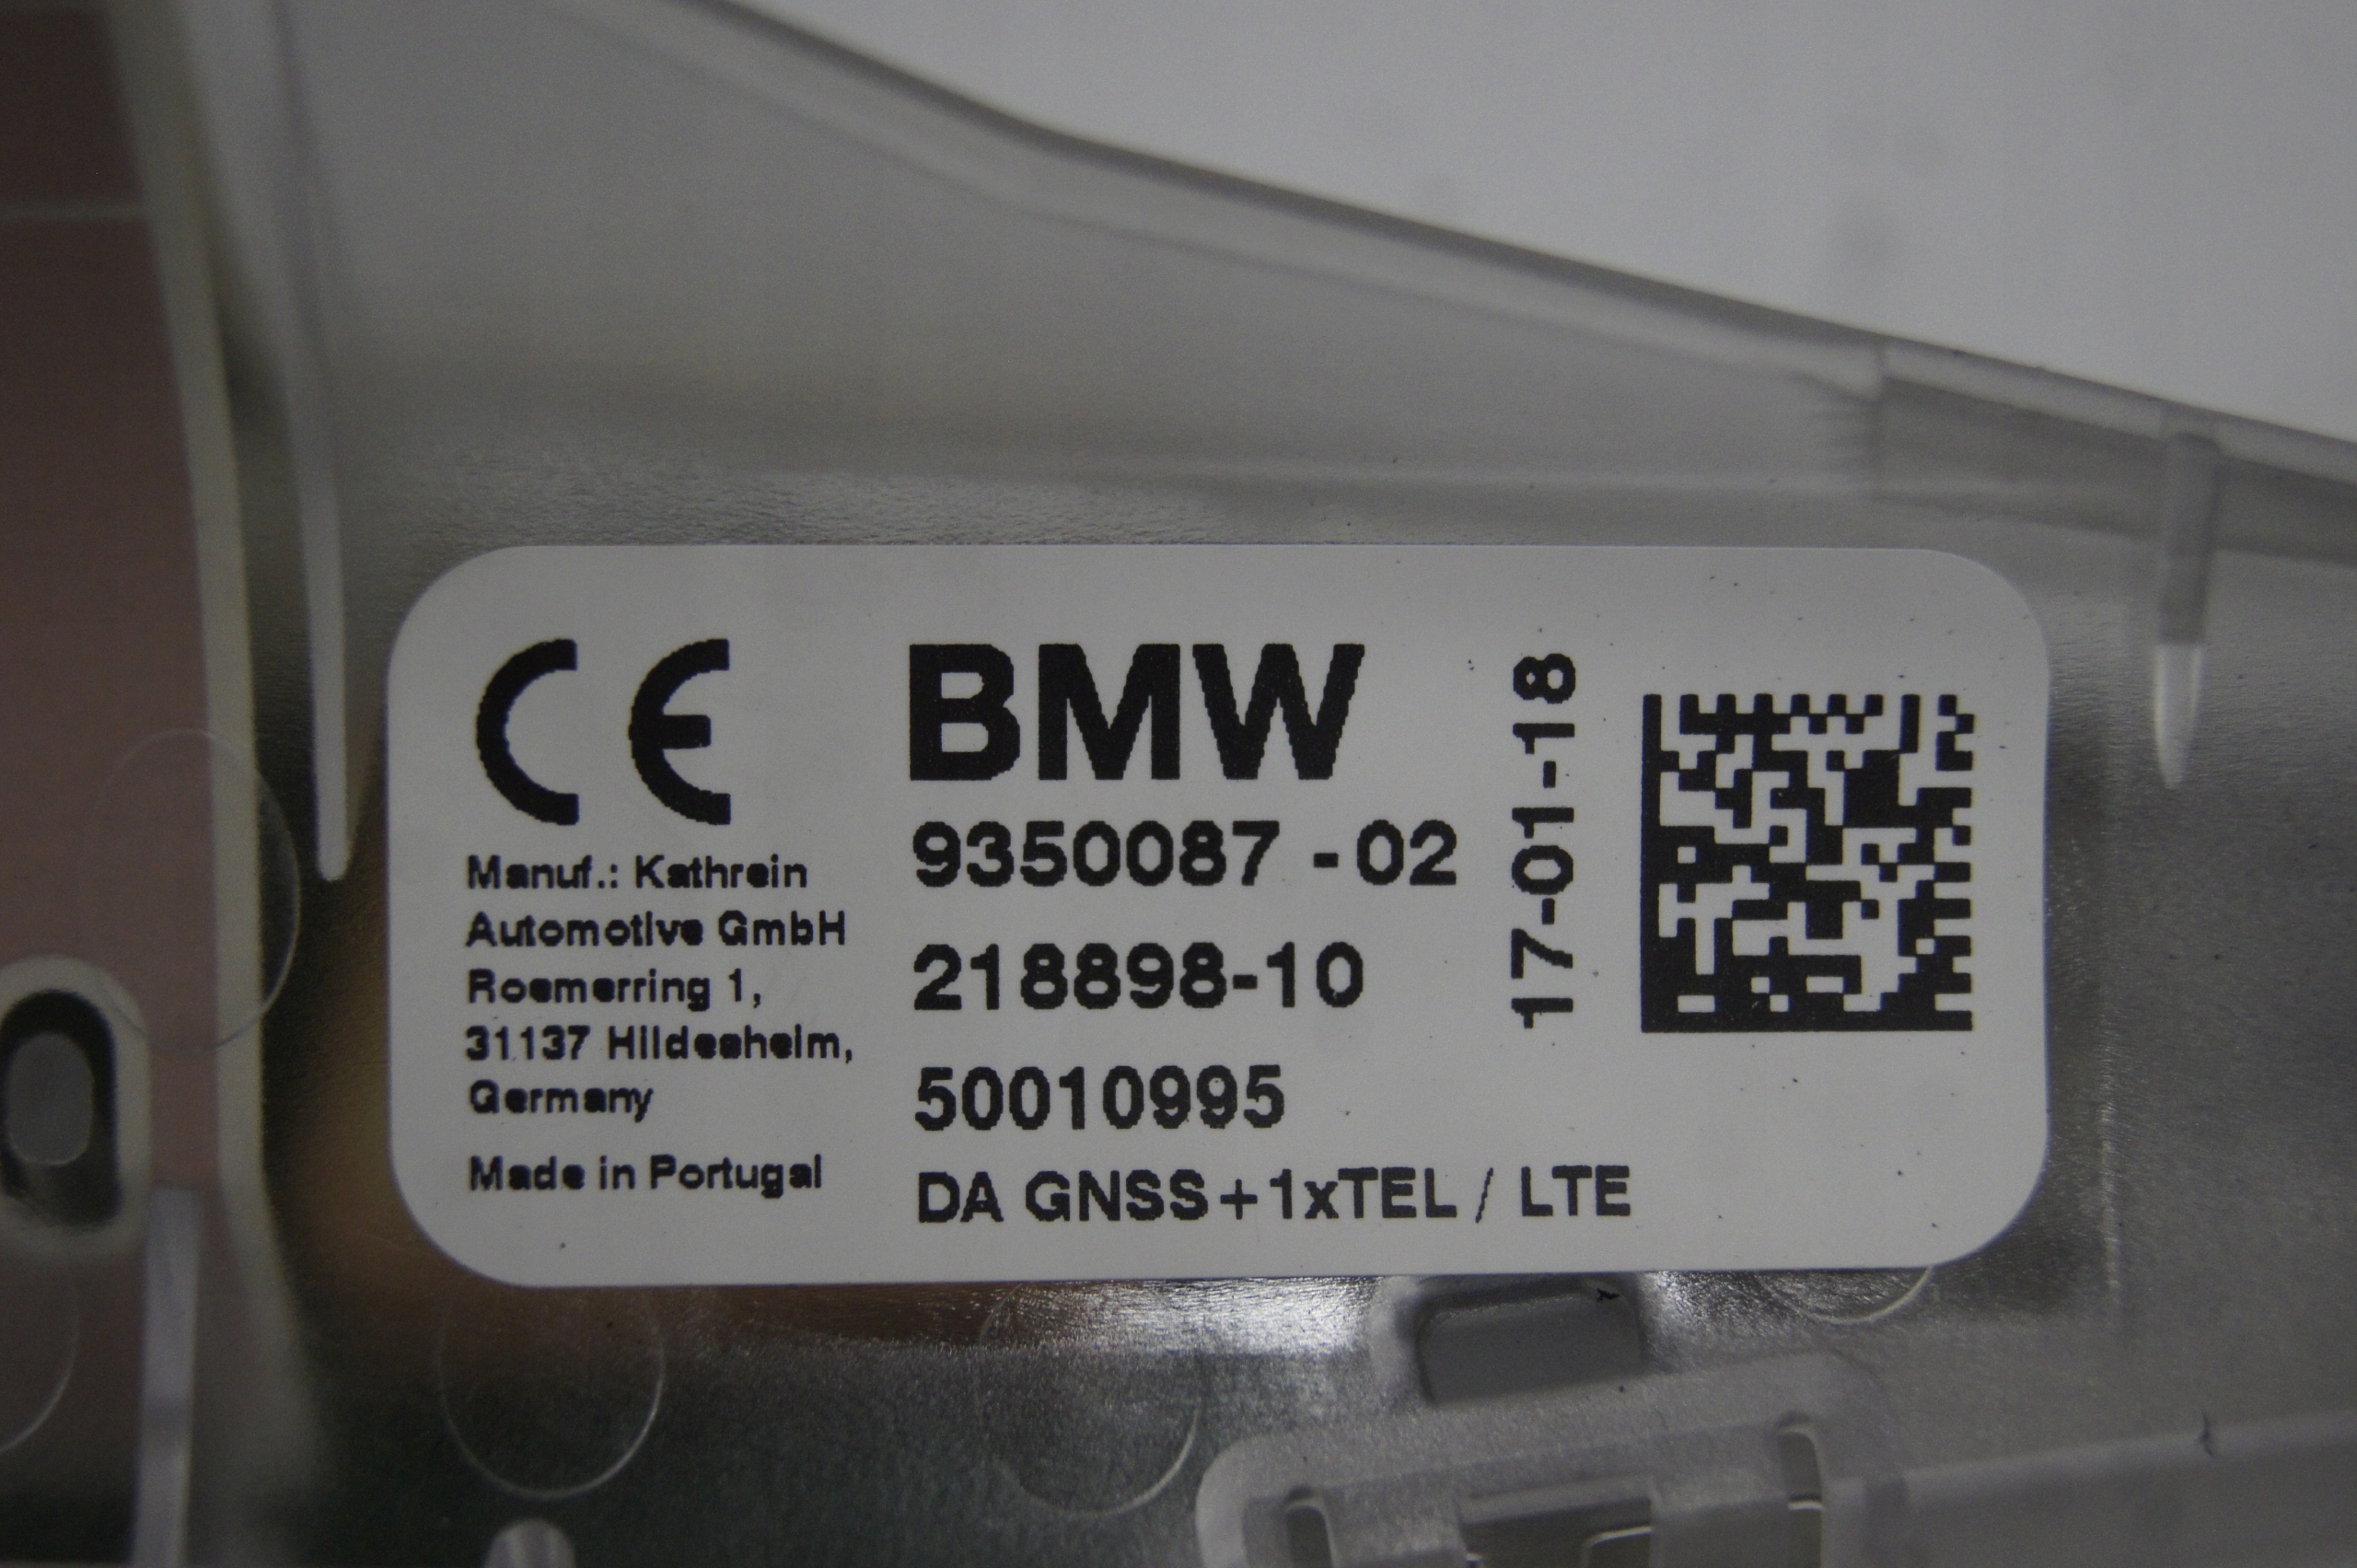 CE
Manuf.: Kathrein
Automotive GmbH
Roemerring 1,
31137 Hildesheim,
Germany
Made in Portugal
BMW
9350087 -02
218898-10
50010995
DA GNSS+1xTEL / LTE
17-01-18